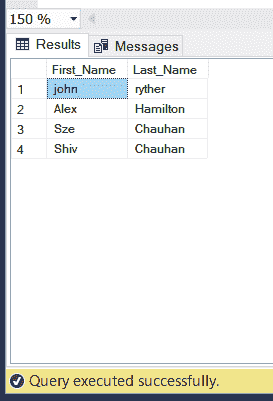 150 %
Results Messages
First_Name Last_Name
1 john ryther
2 Alex Hamilton
3 Sze Chauhan
4 Shiv Chauhan
Query executed successfully.